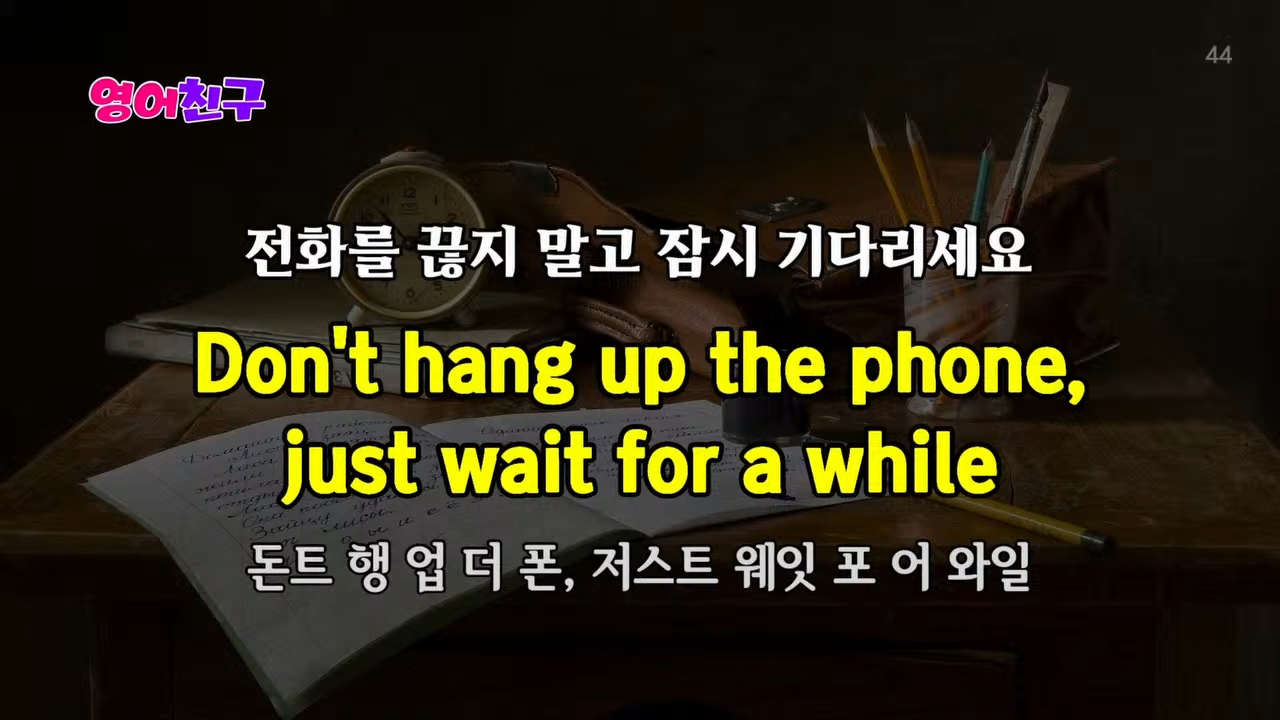 44
영어친구
전화를 끊지 말고 잠시 기다리세요
Don't hang up the phone,
just wait for a while
돈트 행 업 더 폰, 저스트 웨잇 포 어 와일